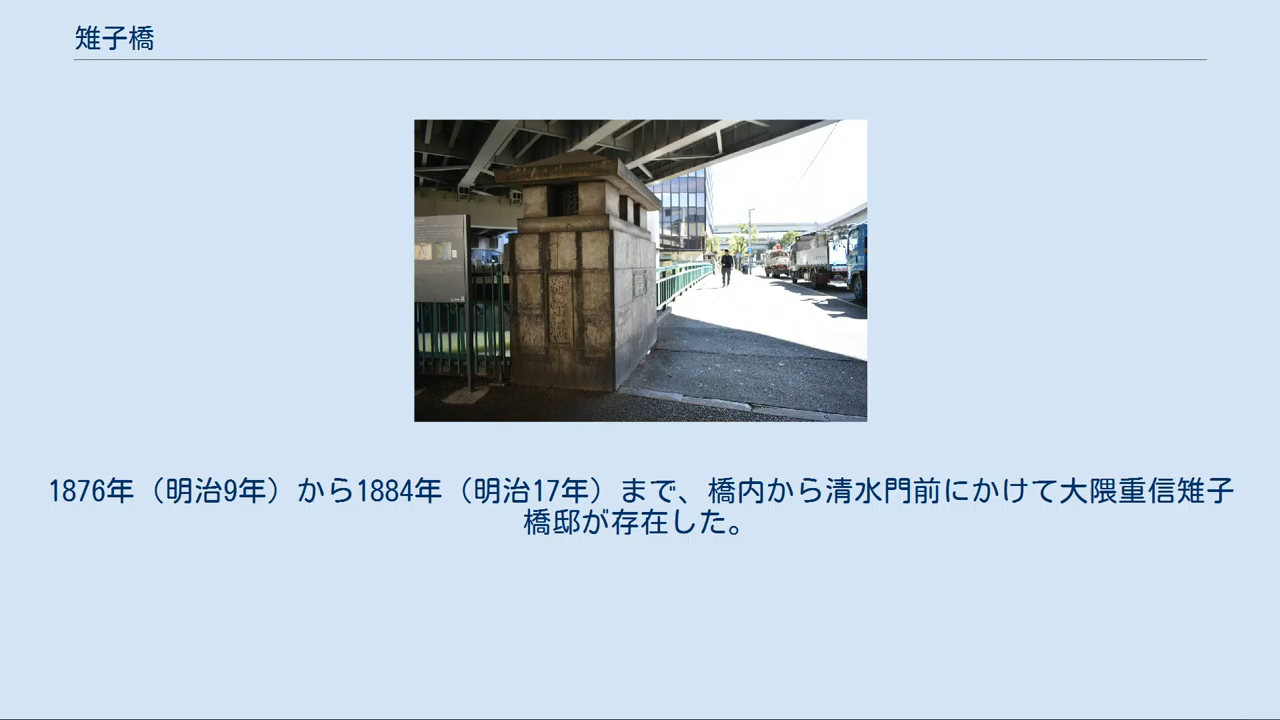 雉子橋
1876年（明治9年）から1884年（明治17年）まで、橋内から清水門前にかけて大隈重信雉子
橋邸が存在した。